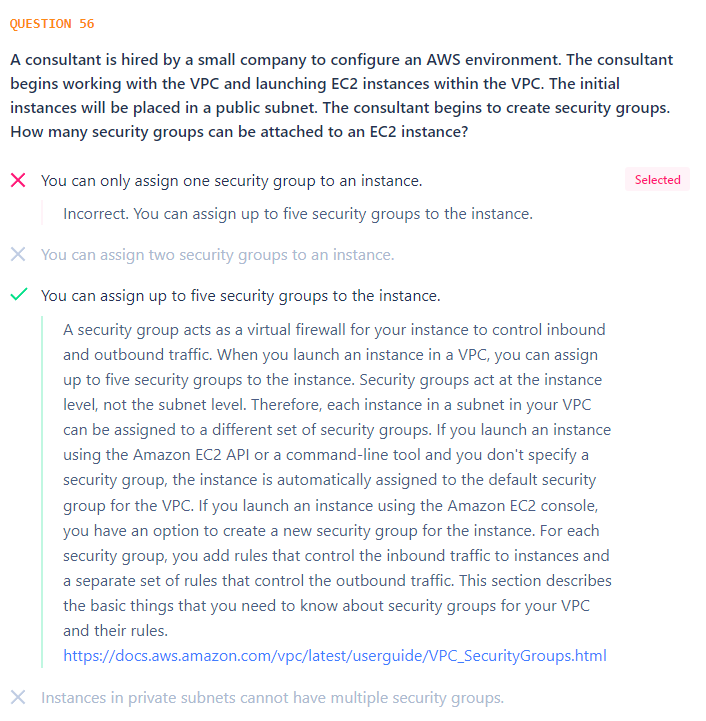 QUESTION 56
A consultant is hired by a small company to configure an AWS environment. The consultant
begins working with the VPC and launching EC2 instances within the VPC. The initial
instances will be placed in a public subnet. The consultant begins to create security groups.
How many security groups can be attached to an EC2 instance?
You can only assign one security group to an instance.
Selected
Incorrect. You can assign up to five security groups to the instance.
You can assign two security groups to an instance.
You can assign up to five security groups to the instance.
A security group acts as a virtual firewall for your instance to control inbound
and outbound traffic. When you launch an instance in a VPC, you can assign
up to five security groups to the instance. Security groups act at the instance
level, not the subnet level. Therefore, each instance in a subnet in your VPC
can be assigned to a different set of security groups. If you launch an instance
using the Amazon EC2 API or a command-line tool and you don't specify a
security group, the instance is automatically assigned to the default security
group for the VPC. If you launch an instance using the Amazon EC2 console,
you have an option to create a new security group for the instance. For each
security group, you add rules that control the inbound traffic to instances and
a separate set of rules that control the outbound traffic. This section describes
the basic things that you need to know about security groups for your VPC
and their rules.
https://docs.aws.amazon.com/vpc/latest/userguide/VPC_SecurityGroups.html
Instances in private subnets cannot have multiple security groups.